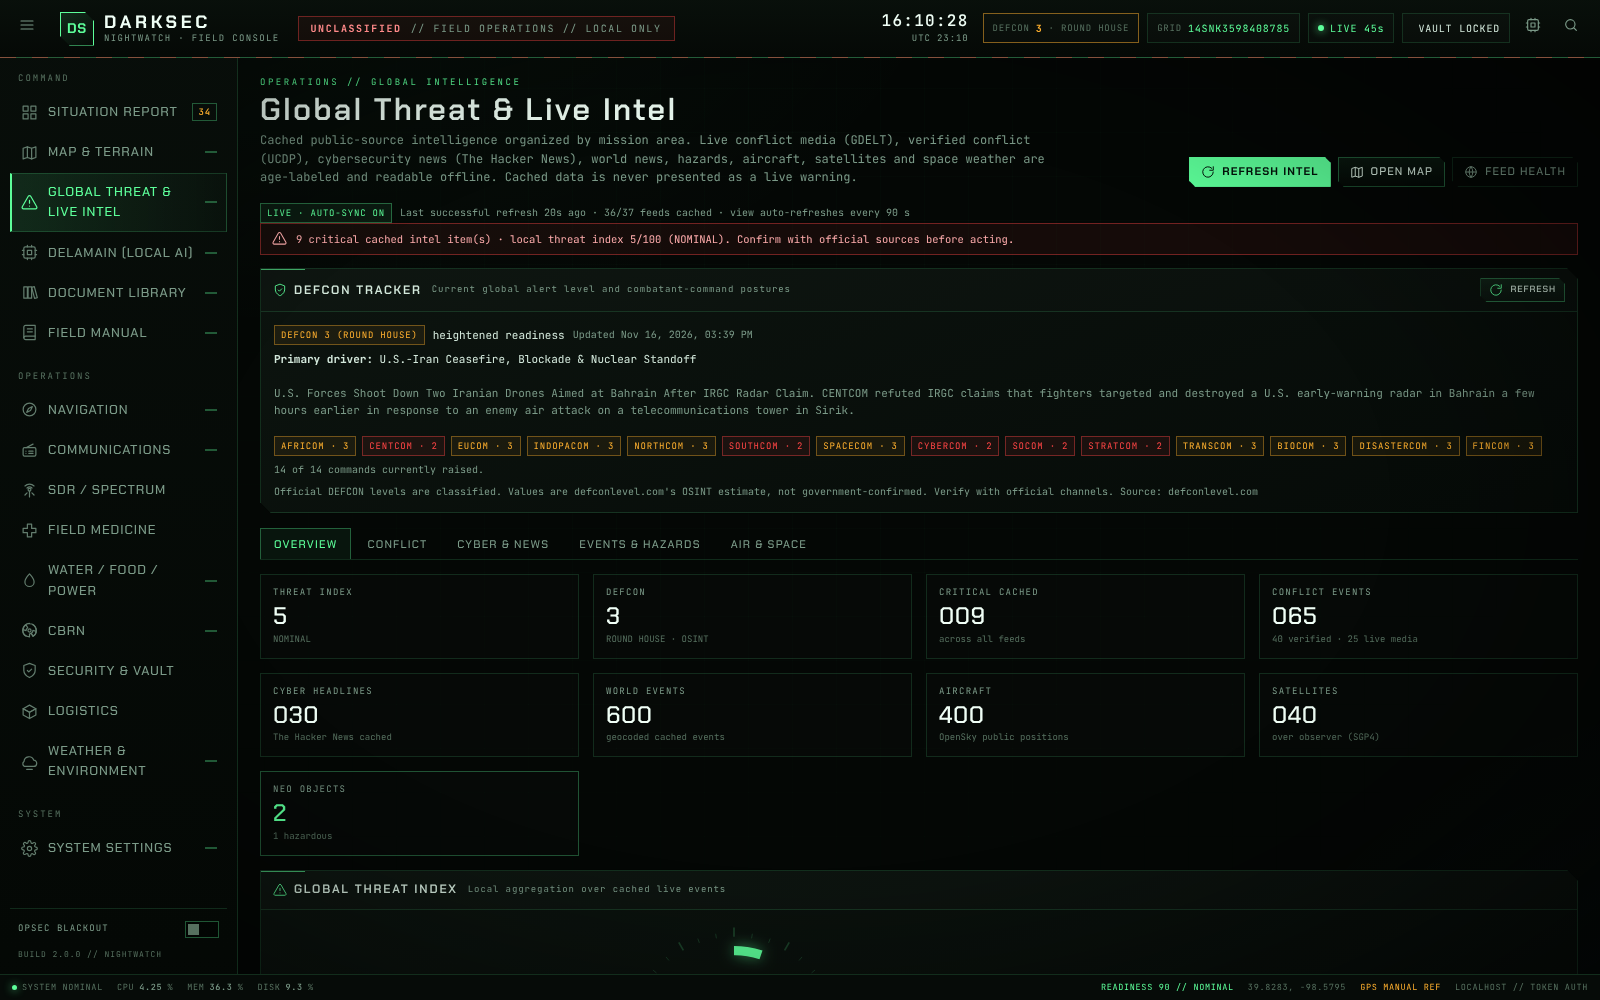 DS
DARKSEC
NIGHTWATCH · FIELD CONSOLE
UNCLASSIFIED // FIELD OPERATIONS // LOCAL ONLY
16:10:28
UTC 23:10
DEFCON 3 · ROUND HOUSE
GRID 14SNK3598408785
LIVE 45s
VAULT LOCKED
COMMAND
SITUATION REPORT 34
MAP & TERRAIN
GLOBAL THREAT &
LIVE INTEL
DELAMAIN (LOCAL AI)
DOCUMENT LIBRARY
FIELD MANUAL
OPERATIONS
NAVIGATION
COMMUNICATIONS
SDR / SPECTRUM
FIELD MEDICINE
WATER / FOOD /
POWER
CBRN
SECURITY & VAULT
LOGISTICS
WEATHER &
ENVIRONMENT
SYSTEM
SYSTEM SETTINGS
OPSEC BLACKOUT
BUILD 2.0.0 // NIGHTWATCH
OPERATIONS // GLOBAL INTELLIGENCE
Global Threat & Live Intel
Cached public-source intelligence organized by mission area. Live conflict media (GDELT), verified conflict
(UCDP), cybersecurity news (The Hacker News), world news, hazards, aircraft, satellites and space weather are
age-labeled and readable offline. Cached data is never presented as a live warning.
REFRESH INTEL
OPEN MAP
FEED HEALTH
LIVE · AUTO-SYNC ON Last successful refresh 20s ago · 36/37 feeds cached · view auto-refreshes every 90 s
9 critical cached intel item(s) · local threat index 5/100 (NOMINAL). Confirm with official sources before acting.
DEFCON TRACKER Current global alert level and combatant-command postures
REFRESH
DEFCON 3 (ROUND HOUSE) heightened readiness Updated Nov 16, 2026, 03:39 PM
Primary driver: U.S.-Iran Ceasefire, Blockade & Nuclear Standoff
U.S. Forces Shoot Down Two Iranian Drones Aimed at Bahrain After IRGC Radar Claim. CENTCOM refuted IRGC claims that fighters targeted and destroyed a U.S. early-warning radar in Bahrain a few
hours earlier in response to an enemy air attack on a telecommunications tower in Sirik.
AFRICOM · 3 CENTCOM · 2 EUCOM · 3 INDOPACOM · 3 NORTHCOM · 3 SOUTHCOM · 2 SPACECOM · 3 CYBERCOM · 2 SOCOM · 2 STRATCOM · 2 TRANSCOM · 3 BIOCOM · 3 DISASTERCOM · 3 FINCOM · 3
14 of 14 commands currently raised.
Official DEFCON levels are classified. Values are defconlevel.com's OSINT estimate, not government-confirmed. Verify with official channels. Source: defconlevel.com
OVERVIEW CONFLICT CYBER & NEWS EVENTS & HAZARDS AIR & SPACE
THREAT INDEX
5
NOMINAL
DEFCON
3
ROUND HOUSE · OSINT
CRITICAL CACHED
009
across all feeds
CONFLICT EVENTS
065
40 verified · 25 live media
CYBER HEADLINES
030
The Hacker News cached
WORLD EVENTS
600
geocoded cached events
AIRCRAFT
400
OpenSky public positions
SATELLITES
040
over observer (SGP4)
NEO OBJECTS
2
1 hazardous
GLOBAL THREAT INDEX Local aggregation over cached live events
SYSTEM NOMINAL CPU 4.25 % MEM 36.3 % DISK 9.3 %
READINESS 90 // NOMINAL 39.8283, -98.5795 GPS MANUAL REF LOCALHOST // TOKEN AUTH